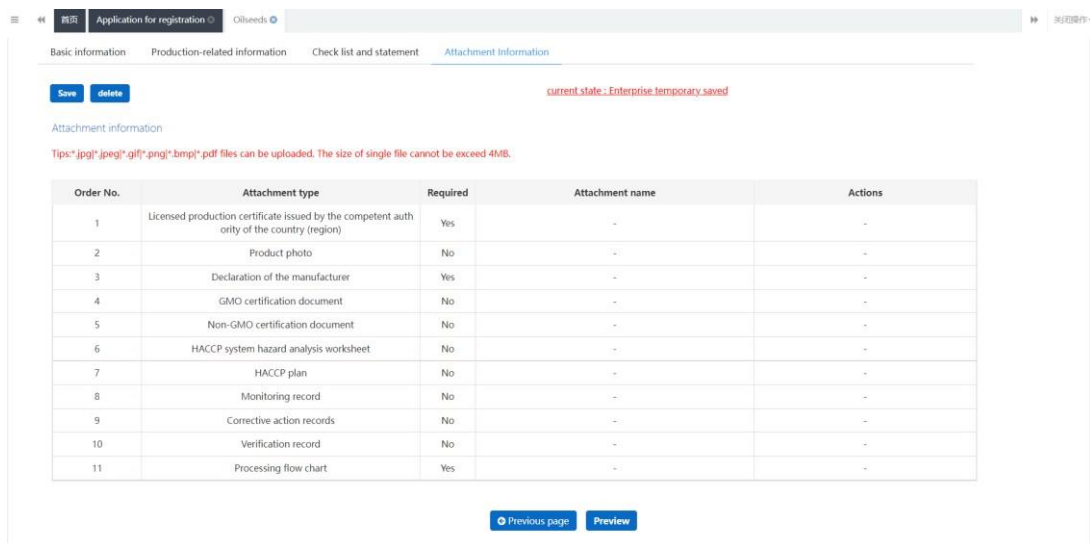 首页 Application for registration Oilseeds 关闭操作
Basic information Production-related information Check list and statement Attachment Information
Save delete current state : Enterprise temporary saved
Attachment information
Tips:*.jpg|*.jpeg|*.gif|*.png|*.bmp|*.pdf files can be uploaded. The size of single file cannot be exceed 4MB.
Order No. Attachment type Required Attachment name Actions
1 Licensed production certificate issued by the competent auth
ority of the country (region) Yes - -
2 Product photo No - -
3 Declaration of the manufacturer Yes - -
4 GMO certification document No - -
5 Non-GMO certification document No - -
6 HACCP system hazard analysis worksheet No - -
7 HACCP plan No - -
8 Monitoring record No - -
9 Corrective action records No - -
10 Verification record No - -
11 Processing flow chart Yes - -
Previous page Preview